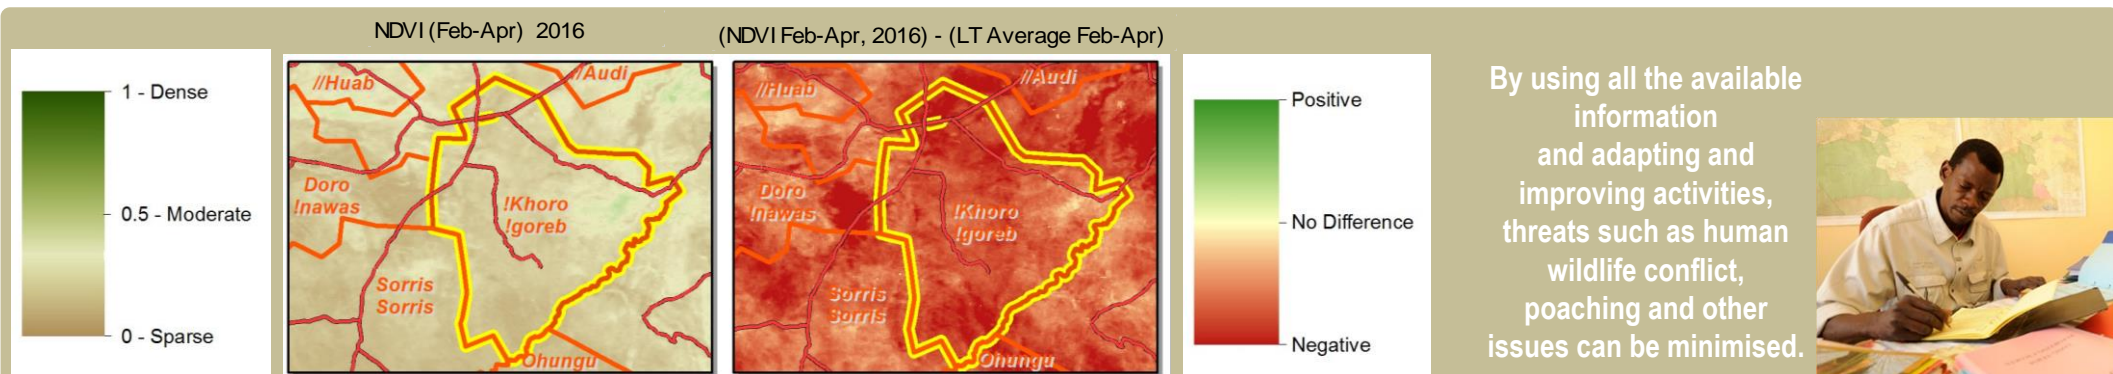 NDVI (Feb-Apr) 2016
(NDVI Feb-Apr, 2016) - (LT Average Feb-Apr)
1 - Dense
0.5 - Moderate
0 - Sparse
//Huab
//Audi
Doro
!nawas
!Khoro
!goreb
Sorris
Sorris
Ohungu
//Huab
//Audi
Doro
!nawas
!Khoro
!goreb
Sorris
Sorris
Ohungu
Positive
No Difference
Negative
By using all the available
information
and adapting and
improving activities,
threats such as human
wildlife conflict,
poaching and other
issues can be minimised.